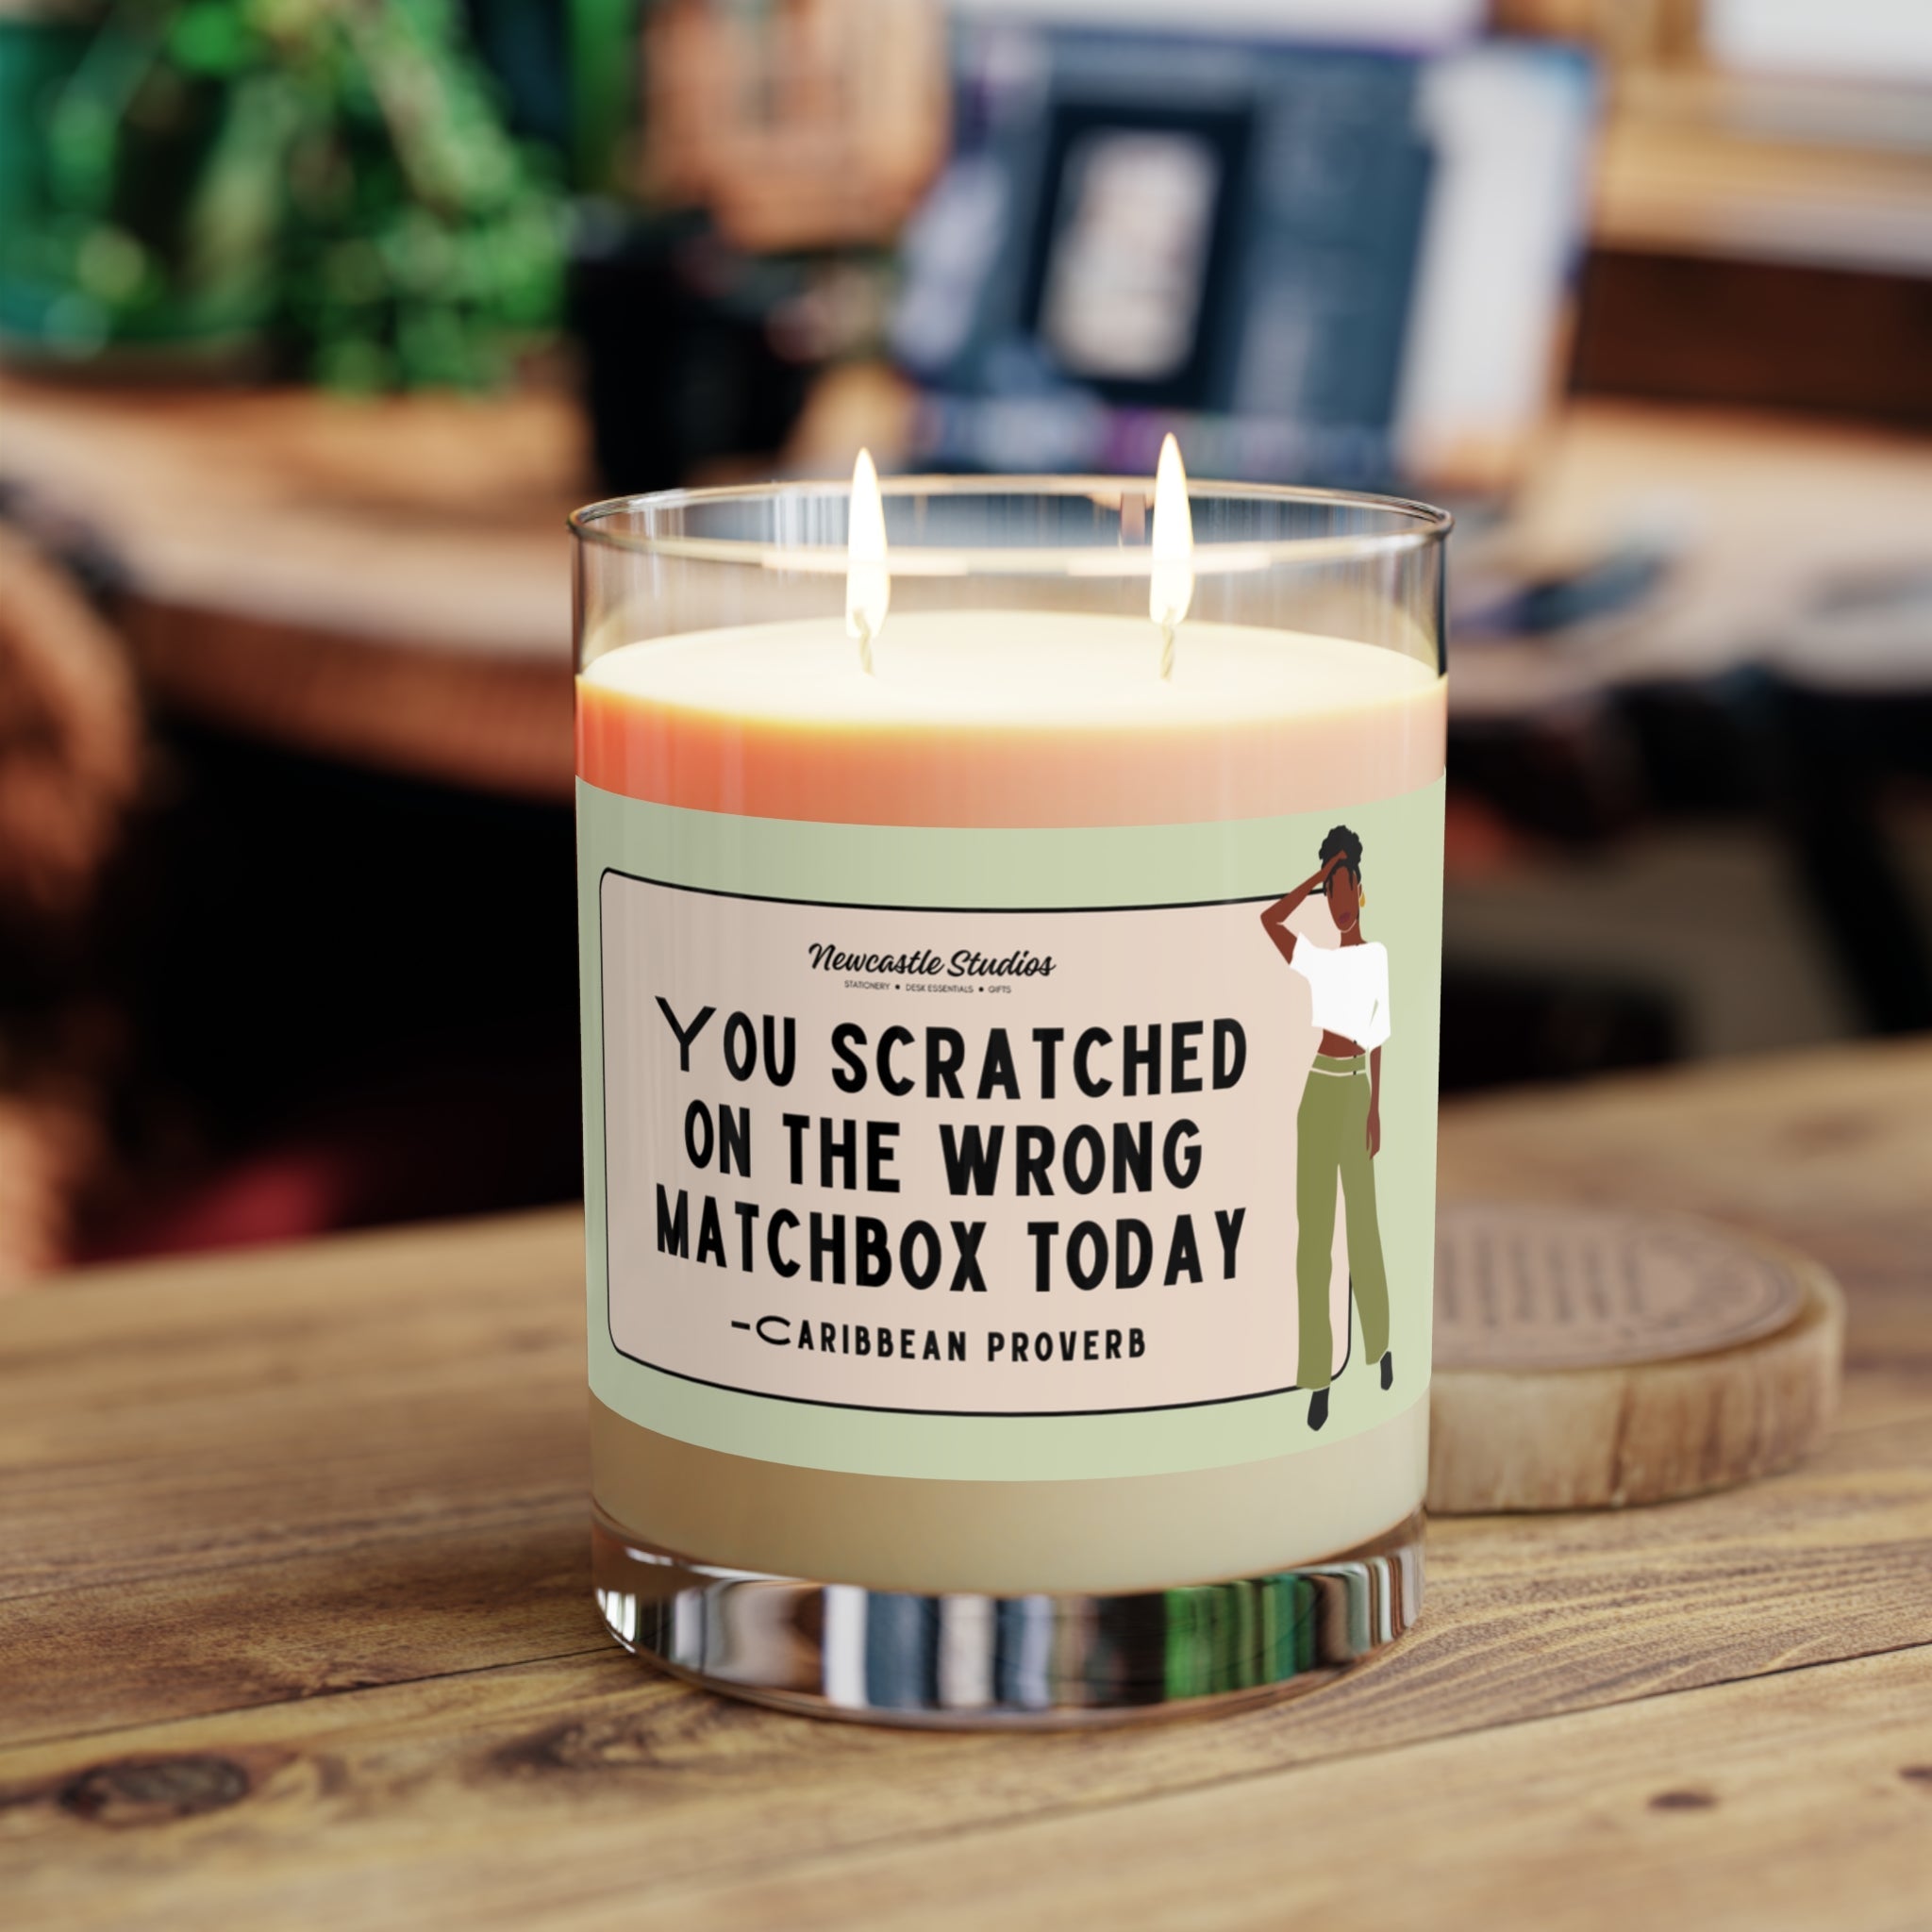 Newcastle Studios
STATIONERY • DESK ESSENTIALS • GIFTS
YOU SCRATCHED
ON THE WRONG
MATCHBOX TODAY
-CARIBBEAN PROVERB